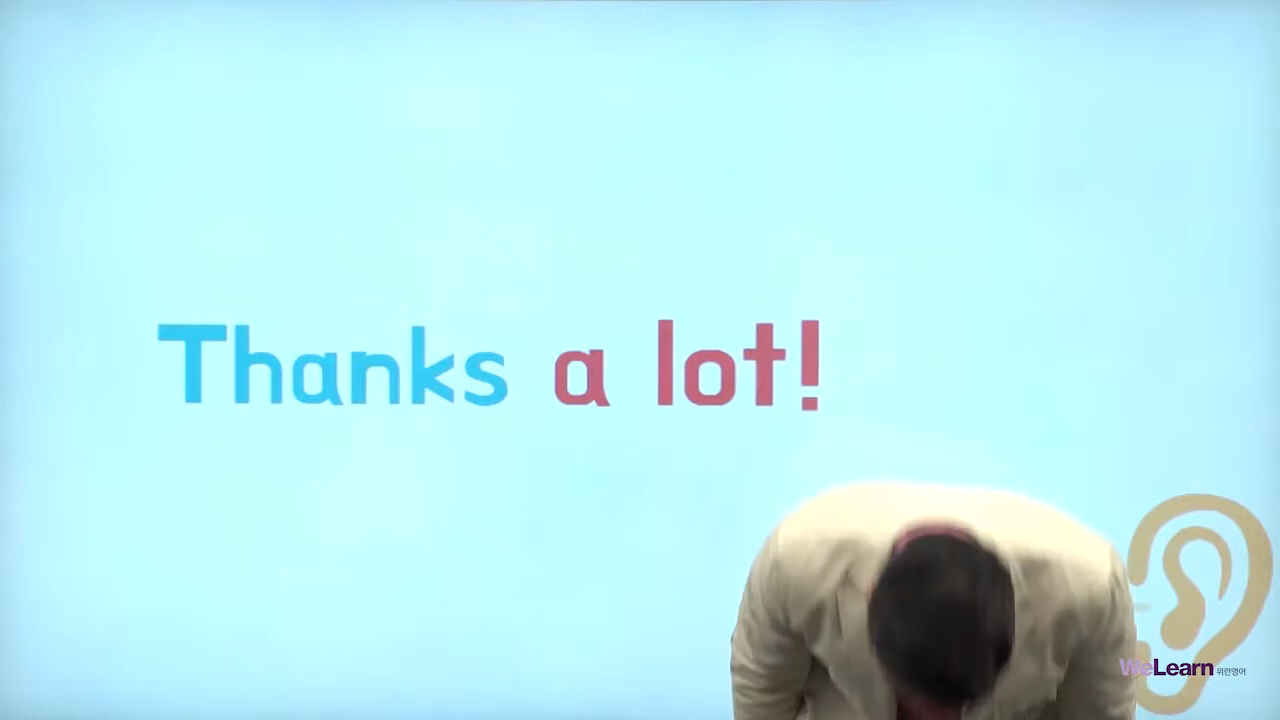 Thanks a lot!
WeLearn 위런영어